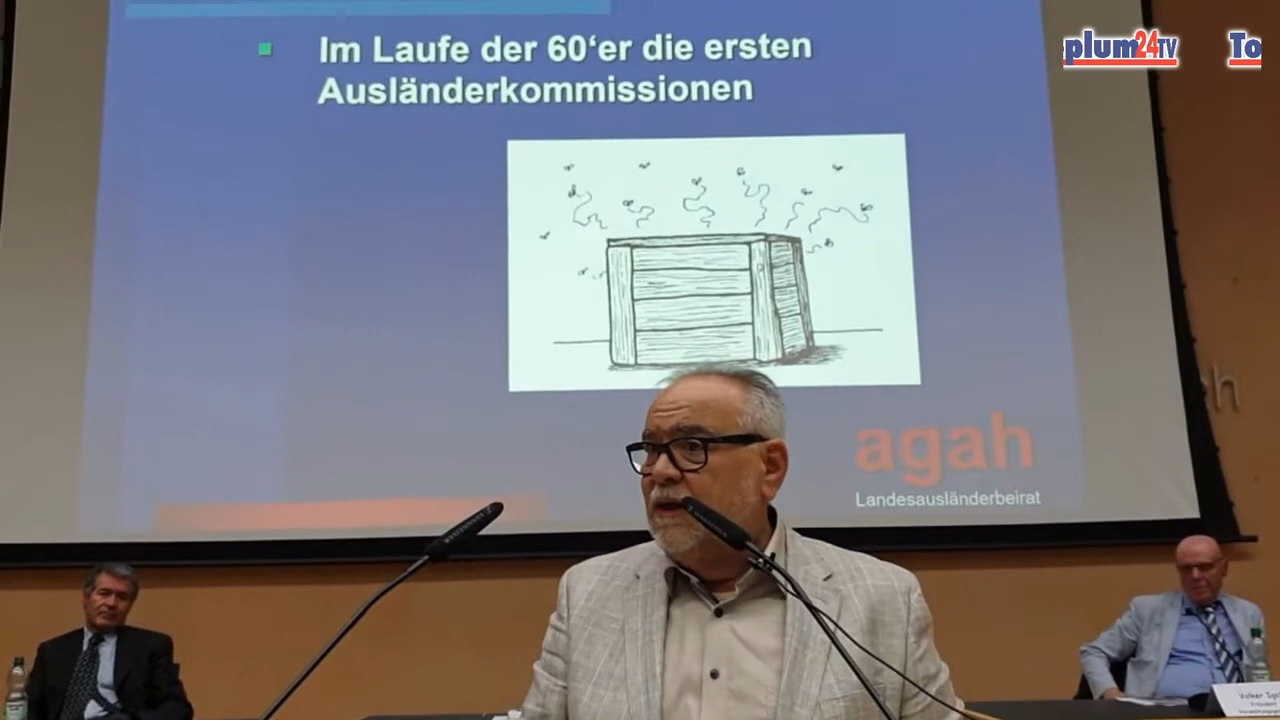 Im Laufe der 60‘er die ersten
Ausländerkommissionen
plum24TV
To
agah
Landesausländerbeirat
Volker